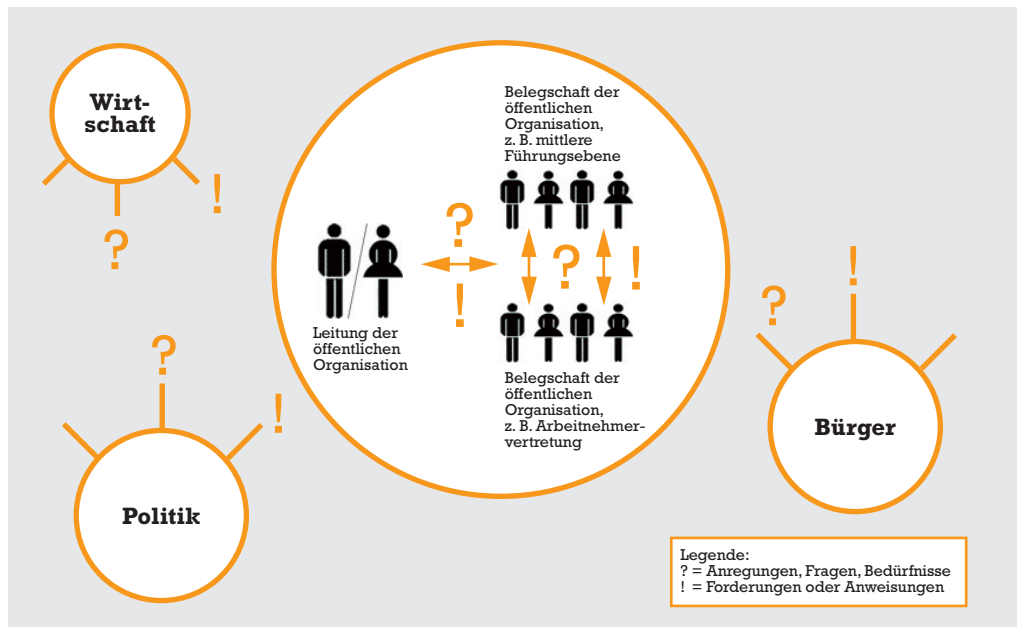 Wirt-
schaft
!
?
Belegschaft der
öffentlichen
Organisation,
z. B. mittlere
Führungsebene
?
!
? !
Leitung der
öffentlichen
Organisation
Belegschaft der
öffentlichen
Organisation,
z. B. Arbeitnehmer-
vertretung
?
!
Politik
?
!
Bürger
Legende:
? = Anregungen, Fragen, Bedürfnisse
! = Forderungen oder Anweisungen